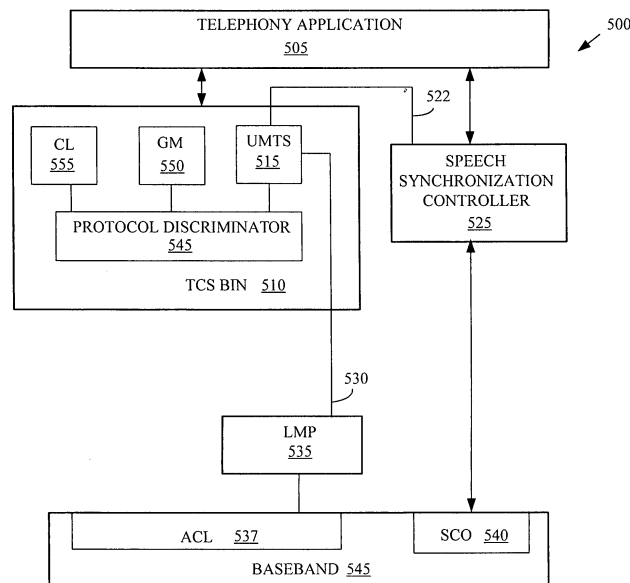 TELEPHONY APPLICATION
505
500
522
CL
555
GM
550
UMTS
515
SPEECH
SYNCHRONIZATION
CONTROLLER
525
PROTOCOL DISCRIMINATOR
545
TCS BIN 510
530
LMP
535
ACL 537
SCO 540
BASEBAND 545